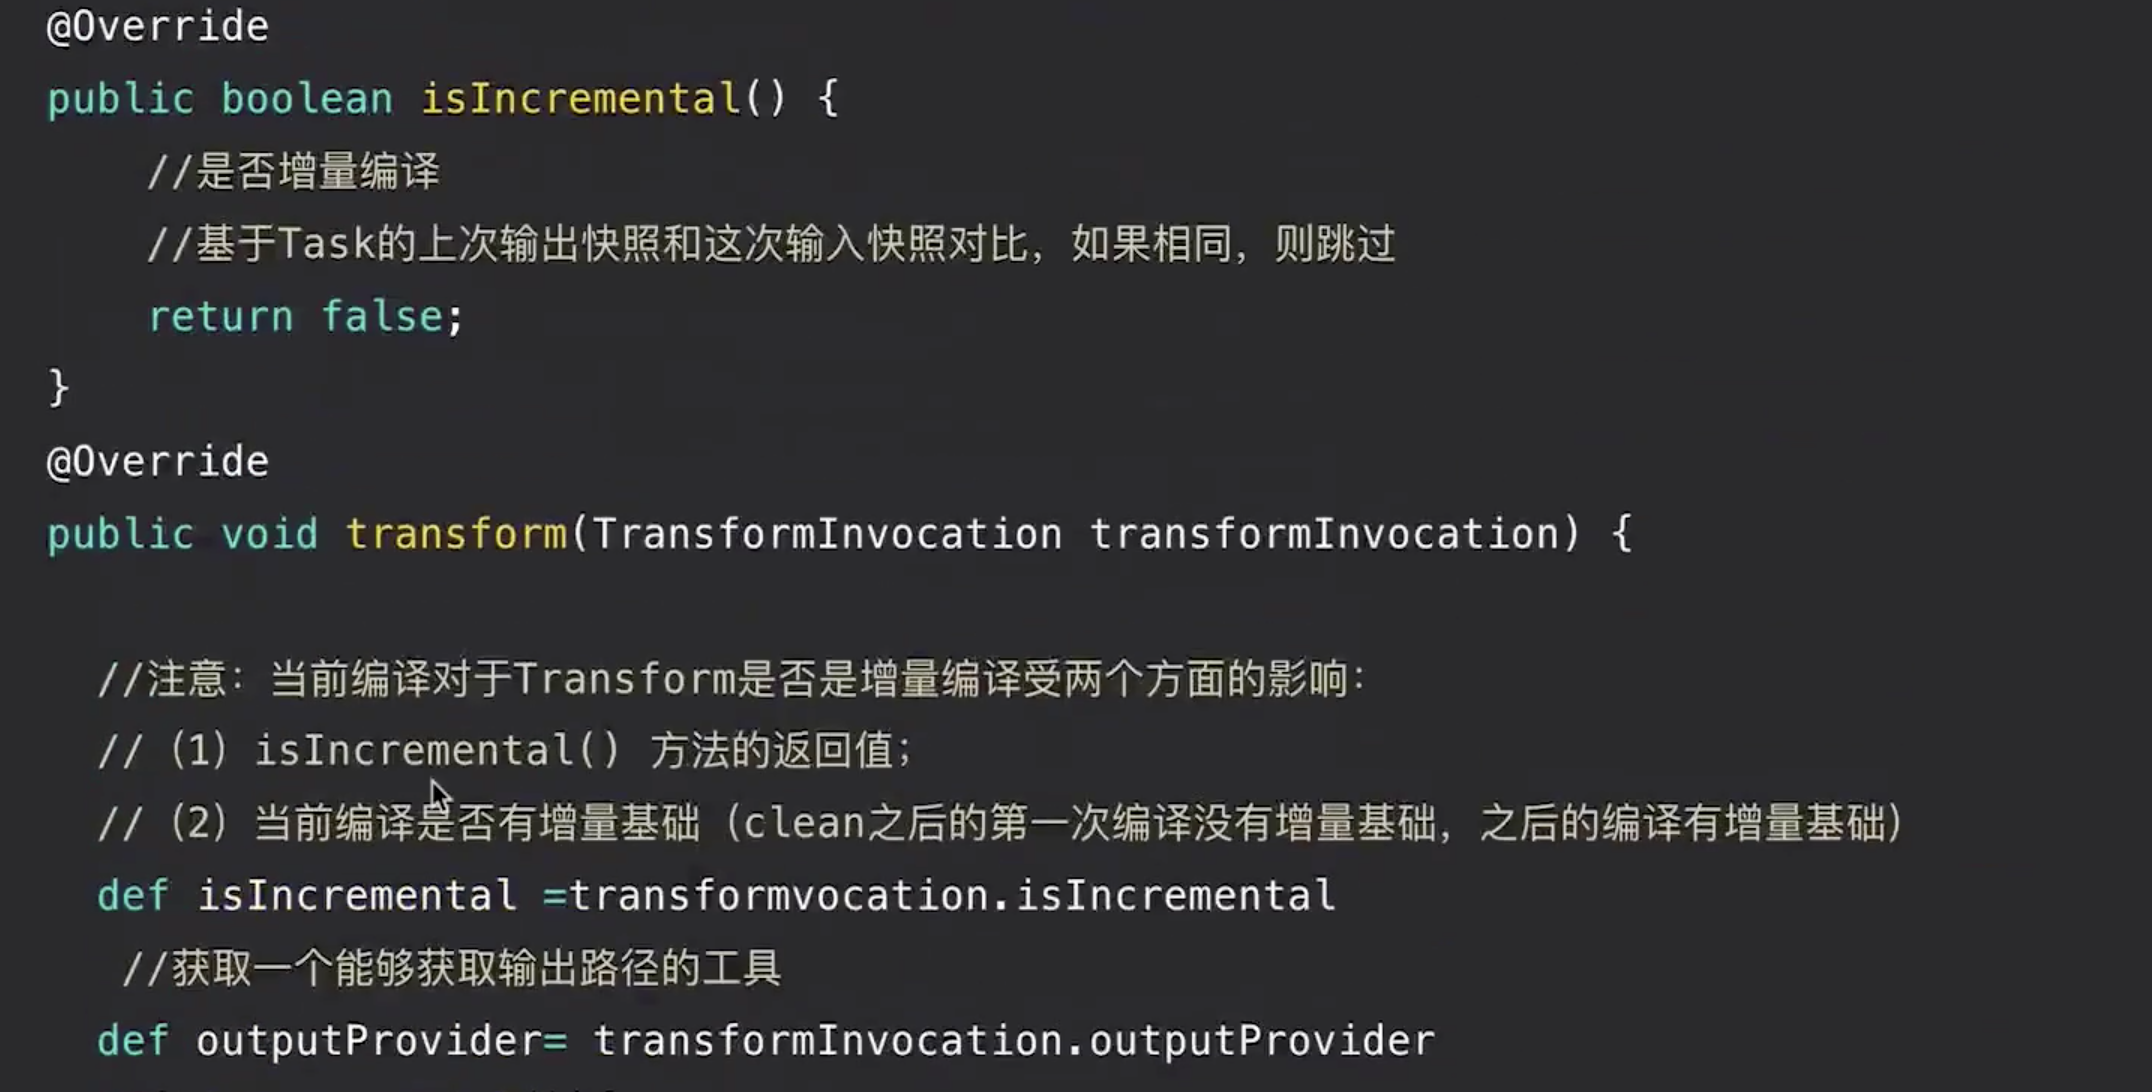 @Override
public boolean isIncremental() {
    //是否增量编译
    //基于Task的上次输出快照和这次输入快照对比，如果相同，则跳过
    return false;
}
@Override
public void transform(TransformInvocation transformInvocation) {
  //注意：当前编译对于Transform是否是增量编译受两个方面的影响：
  // （1）isIncremental() 方法的返回值；
  // （2）当前编译是否有增量基础（clean之后的第一次编译没有增量基础，之后的编译有增量基础）
  def isIncremental =transformvocation.isIncremental
   //获取一个能够获取输出路径的工具
  def outputProvider= transformInvocation.outputProvider